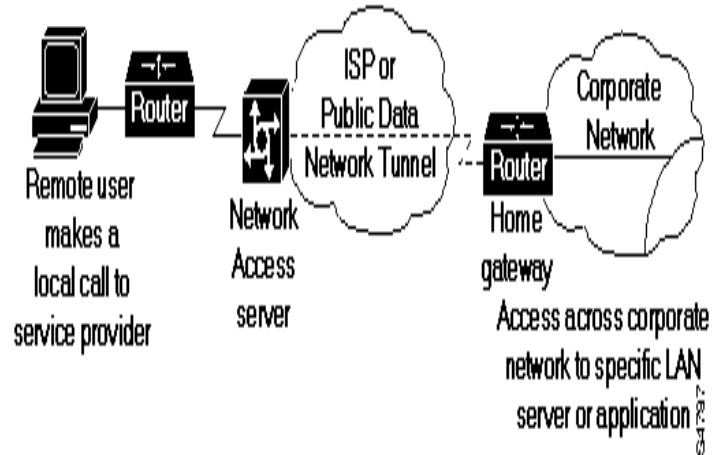 Router
Remote user
makes a
local call to
service provider
Network
Access
server
ISP or
Public Data
Network Tunnel
Router
Home
gateway
Corporate
Network
Access across corporate
network to specific LAN
server or application
S4787